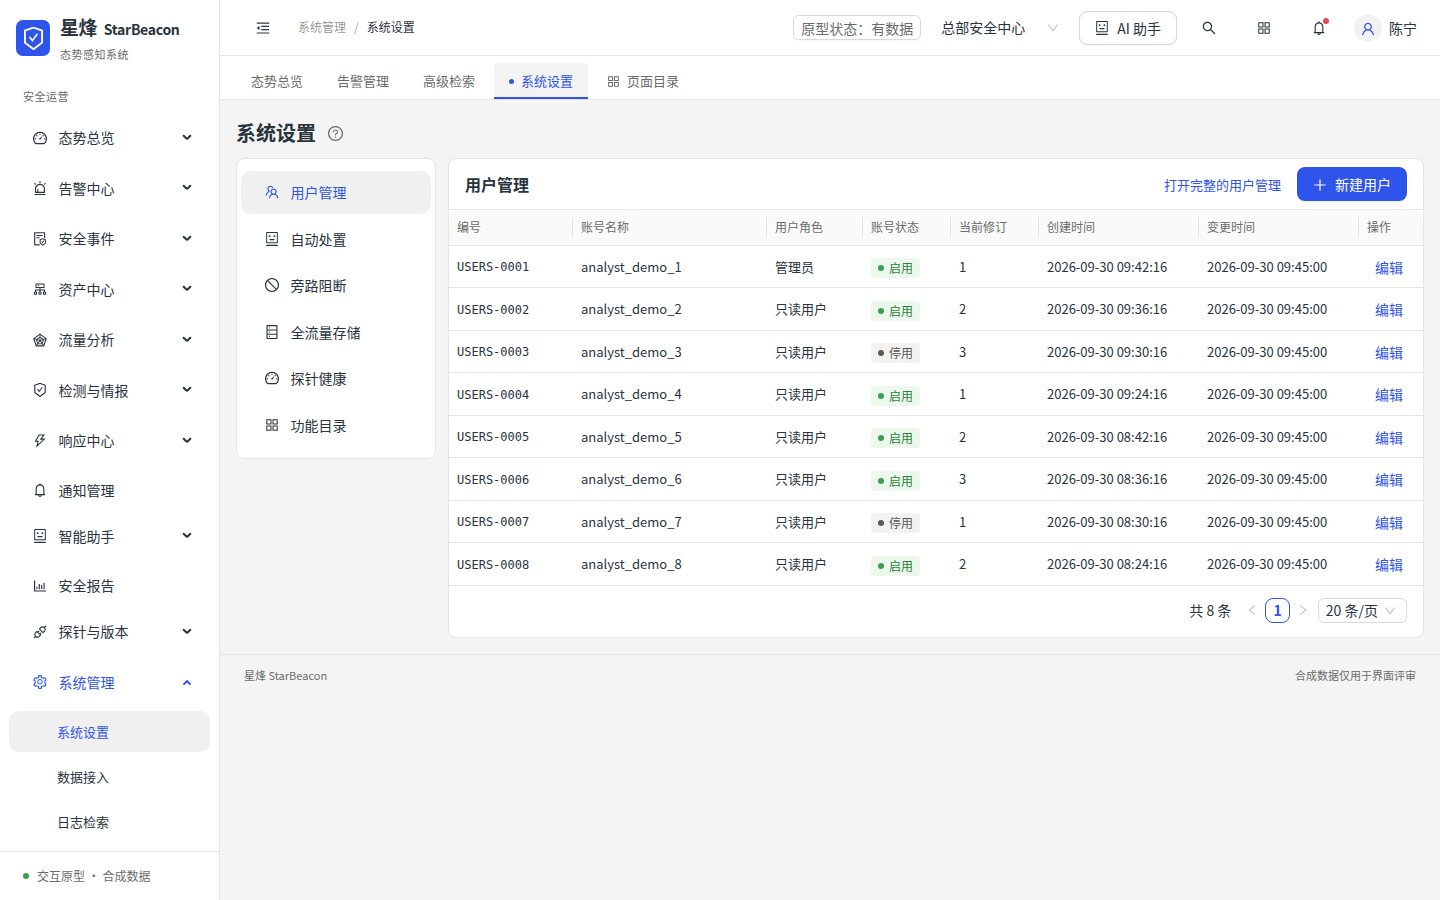 星烽 StarBeacon
态势感知系统
安全运营
态势总览
告警中心
安全事件
资产中心
流量分析
检测与情报
响应中心
通知管理
智能助手
安全报告
探针与版本
系统管理
系统设置
数据接入
日志检索
交互原型 · 合成数据
系统管理 / 系统设置
原型状态：有数据
总部安全中心
AI 助手
陈宁
态势总览 告警管理 高级检索 系统设置 页面目录
系统设置
用户管理
自动处置
旁路阻断
全流量存储
探针健康
功能目录
用户管理
打开完整的用户管理
新建用户
编号 账号名称 用户角色 账号状态 当前修订 创建时间 变更时间 操作
USERS-0001 analyst_demo_1 管理员 启用 1 2026-09-30 09:42:16 2026-09-30 09:45:00 编辑
USERS-0002 analyst_demo_2 只读用户 启用 2 2026-09-30 09:36:16 2026-09-30 09:45:00 编辑
USERS-0003 analyst_demo_3 只读用户 停用 3 2026-09-30 09:30:16 2026-09-30 09:45:00 编辑
USERS-0004 analyst_demo_4 只读用户 启用 1 2026-09-30 09:24:16 2026-09-30 09:45:00 编辑
USERS-0005 analyst_demo_5 只读用户 启用 2 2026-09-30 08:42:16 2026-09-30 09:45:00 编辑
USERS-0006 analyst_demo_6 只读用户 启用 3 2026-09-30 08:36:16 2026-09-30 09:45:00 编辑
USERS-0007 analyst_demo_7 只读用户 停用 1 2026-09-30 08:30:16 2026-09-30 09:45:00 编辑
USERS-0008 analyst_demo_8 只读用户 启用 2 2026-09-30 08:24:16 2026-09-30 09:45:00 编辑
共 8 条 1 20 条/页
星烽 StarBeacon
合成数据仅用于界面评审